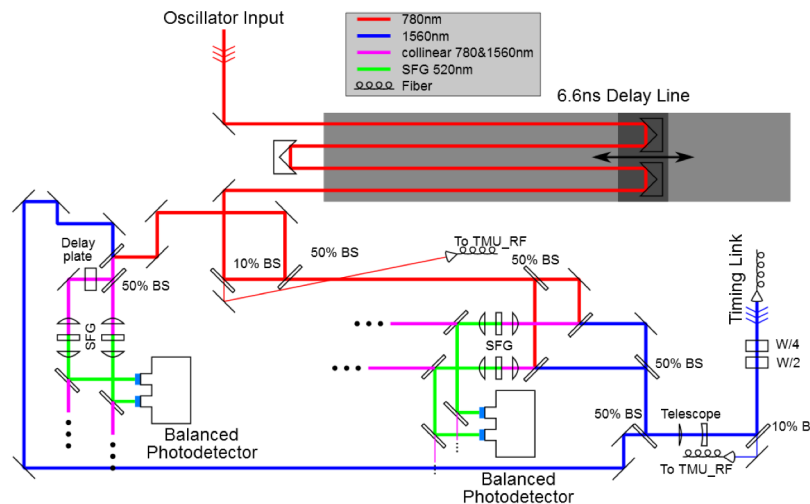 Oscillator Input
780nm
1560nm
collinear 780&1560nm
SFG 520nm
Fiber
6.6ns Delay Line
Delay
plate
50% BS
10% BS
50% BS
To TMU_RF
50% BS
Timing Link
W/4
W/2
SFG
SFG
50% BS
50% BS
Telescope
10% B
To TMU_RF
Balanced
Photodetector
Balanced
Photodetector